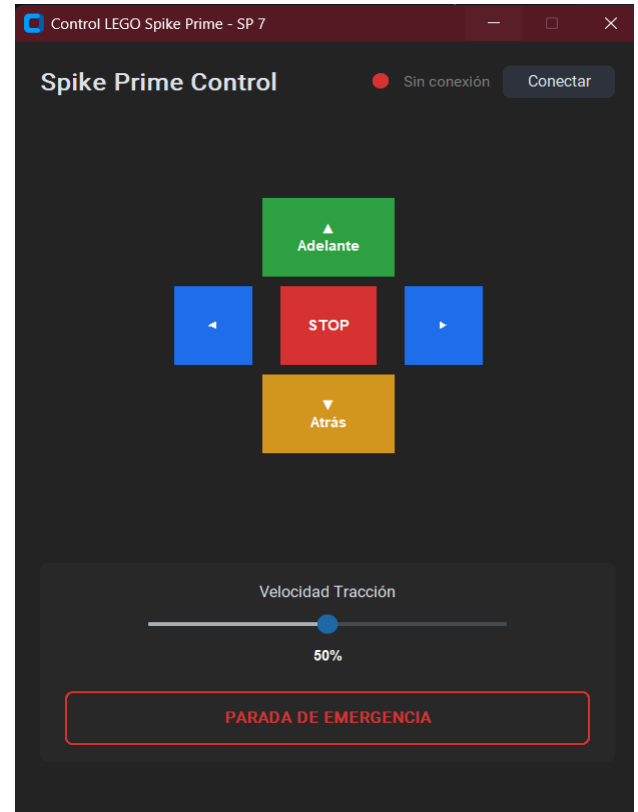 Control LEGO Spike Prime - SP 7
Spike Prime Control
Sin conexión
Conectar
▲
Adelante
◄
STOP
►
▼
Atrás
Velocidad Tracción
50%
PARADA DE EMERGENCIA